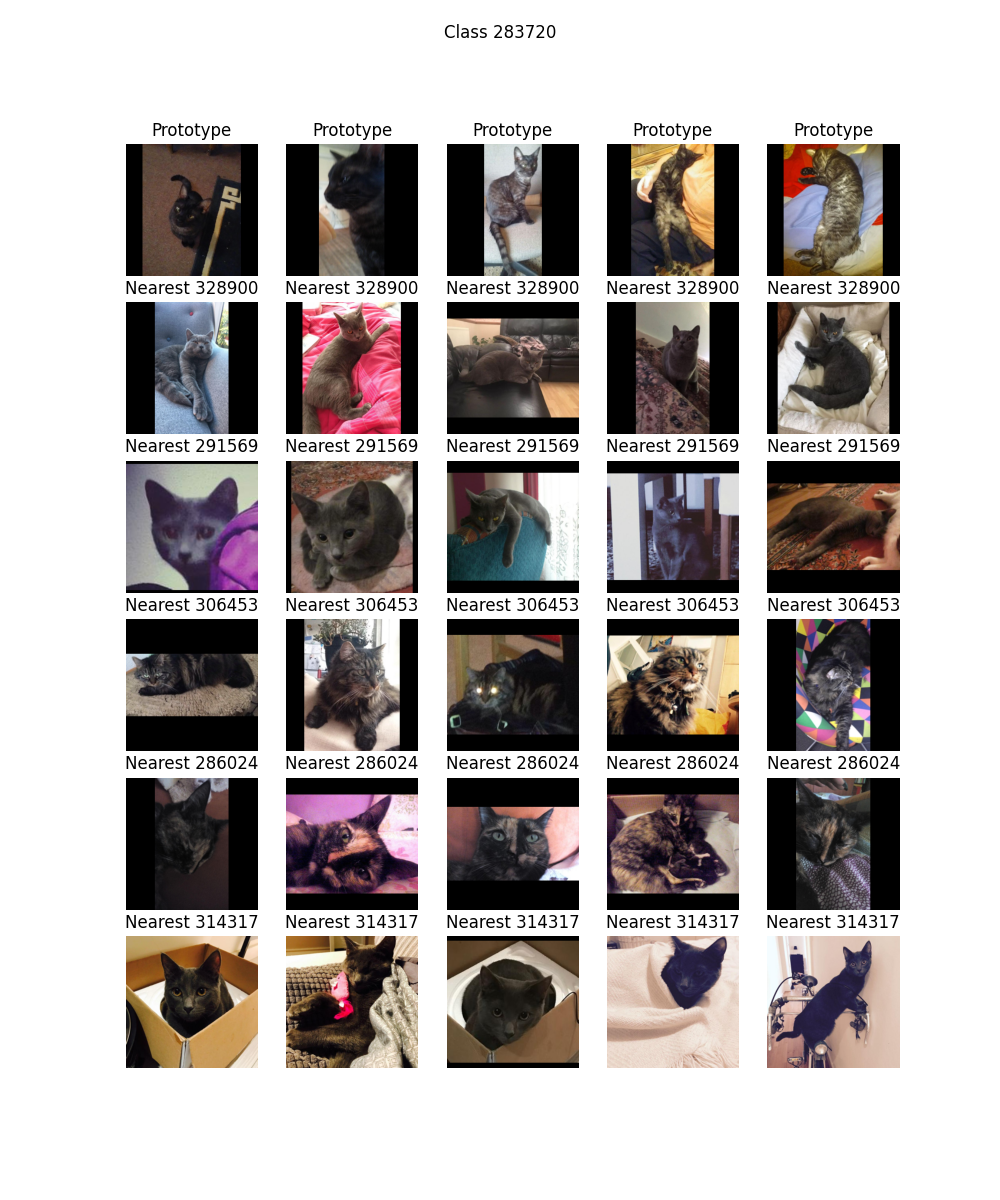 Class 283720
Prototype Prototype Prototype Prototype Prototype
Nearest 328900 Nearest 328900 Nearest 328900 Nearest 328900 Nearest 328900
Nearest 291569 Nearest 291569 Nearest 291569 Nearest 291569 Nearest 291569
Nearest 306453 Nearest 306453 Nearest 306453 Nearest 306453 Nearest 306453
Nearest 286024 Nearest 286024 Nearest 286024 Nearest 286024 Nearest 286024
Nearest 314317 Nearest 314317 Nearest 314317 Nearest 314317 Nearest 314317